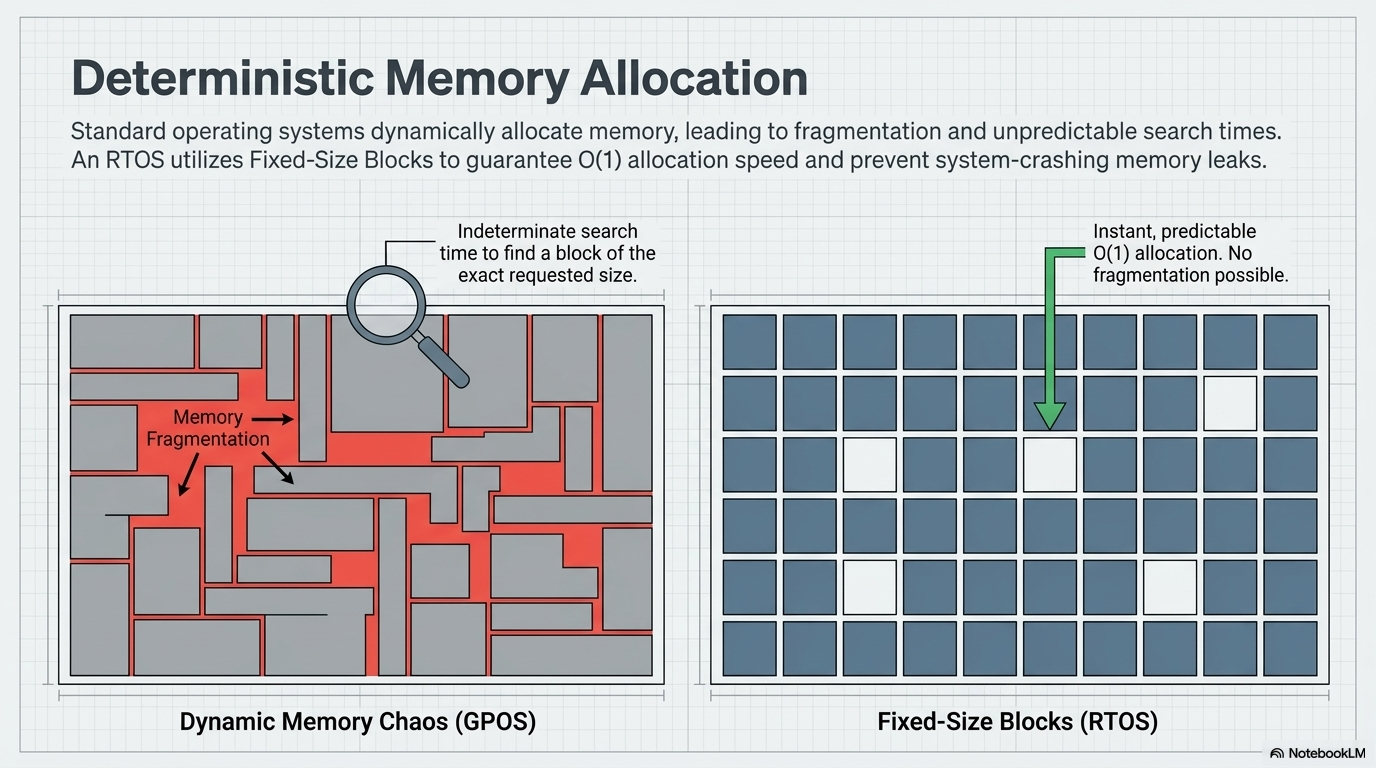 Deterministic Memory Allocation
Standard operating systems dynamically allocate memory, leading to fragmentation and unpredictable search times.
An RTOS utilizes Fixed-Size Blocks to guarantee O(1) allocation speed and prevent system-crashing memory leaks.
Indeterminate search
time to find a block of the
exact requested size.
Memory
Fragmentation
Dynamic Memory Chaos (GPOS)
Instant, predictable
O(1) allocation. No
fragmentation possible.
Fixed-Size Blocks (RTOS)
NotebookLM